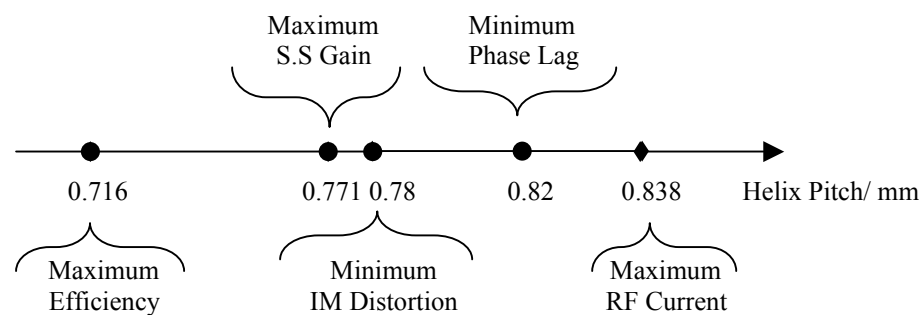 Maximum
S.S Gain
Minimum
Phase Lag
0.716
0.771 0.78
0.82
0.838
Helix Pitch/ mm
Maximum
Efficiency
Minimum
IM Distortion
Maximum
RF Current